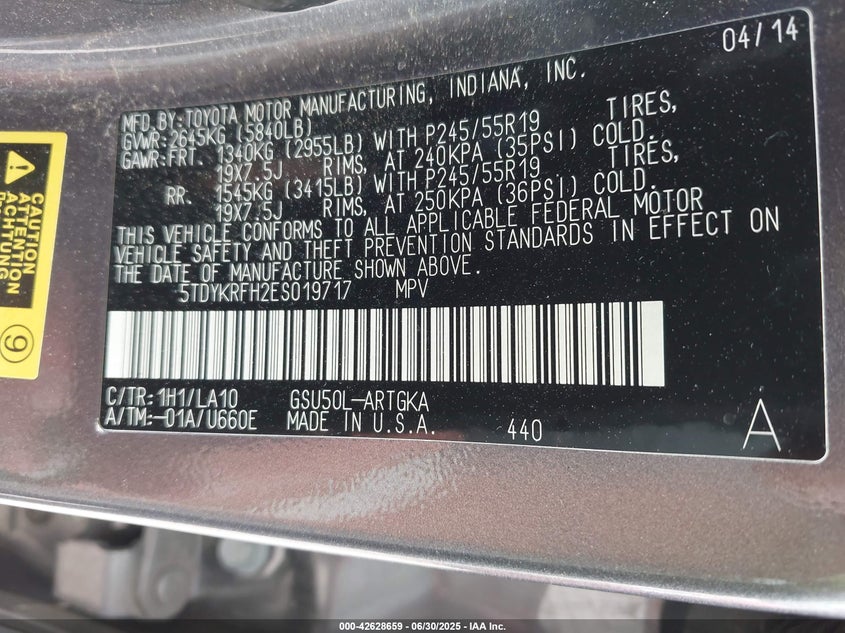 04/14
MFD.BY:TOYOTA MOTOR MANUFACTURING, INDIANA, INC.
GVWR:2645KG (5840LB)
GAWR:FRT. 1340KG (2955LB) WITH P245/55R19 TIRES,
19X7.5J RIMS, AT 240KPA (35PSI) COLD.
RR. 1545KG (3415LB) WITH P245/55R19 TIRES,
19X7.5J RIMS, AT 250KPA (36PSI) COLD.
THIS VEHICLE CONFORMS TO ALL APPLICABLE FEDERAL MOTOR
VEHICLE SAFETY AND THEFT PREVENTION STANDARDS IN EFFECT ON
THE DATE OF MANUFACTURE SHOWN ABOVE.
5TDYKRFH2ES019717 MPV
C/TR:1H1/LA10 GSU50L-ARTGKA
A/TM:-01A/U660E MADE IN U.S.A. 440
A
CAUTION
ATTENTION
ACHTUNG
9
000-42628659 - 06/30/2025 - IAA Inc.